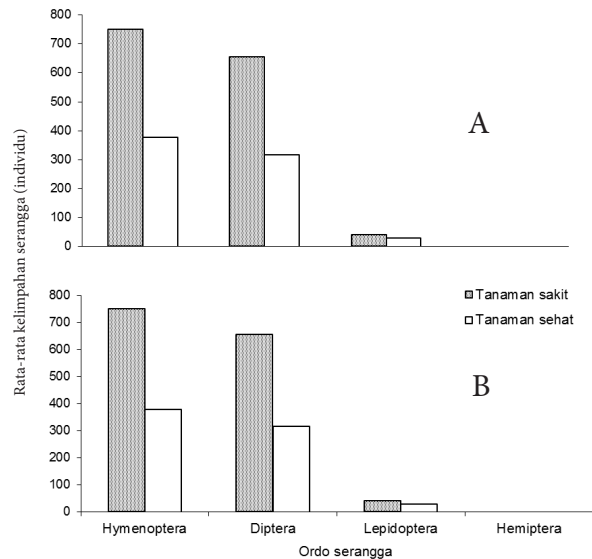 800
700
600
500
400
300
200
100
0
A
Rata-rata kelimpahan serangga (individu)
800
700
600
500
400
300
200
100
0
Tanaman sakit
Tanaman sehat
B
Hymenoptera Diptera Lepidoptera Hemiptera
Ordo serangga